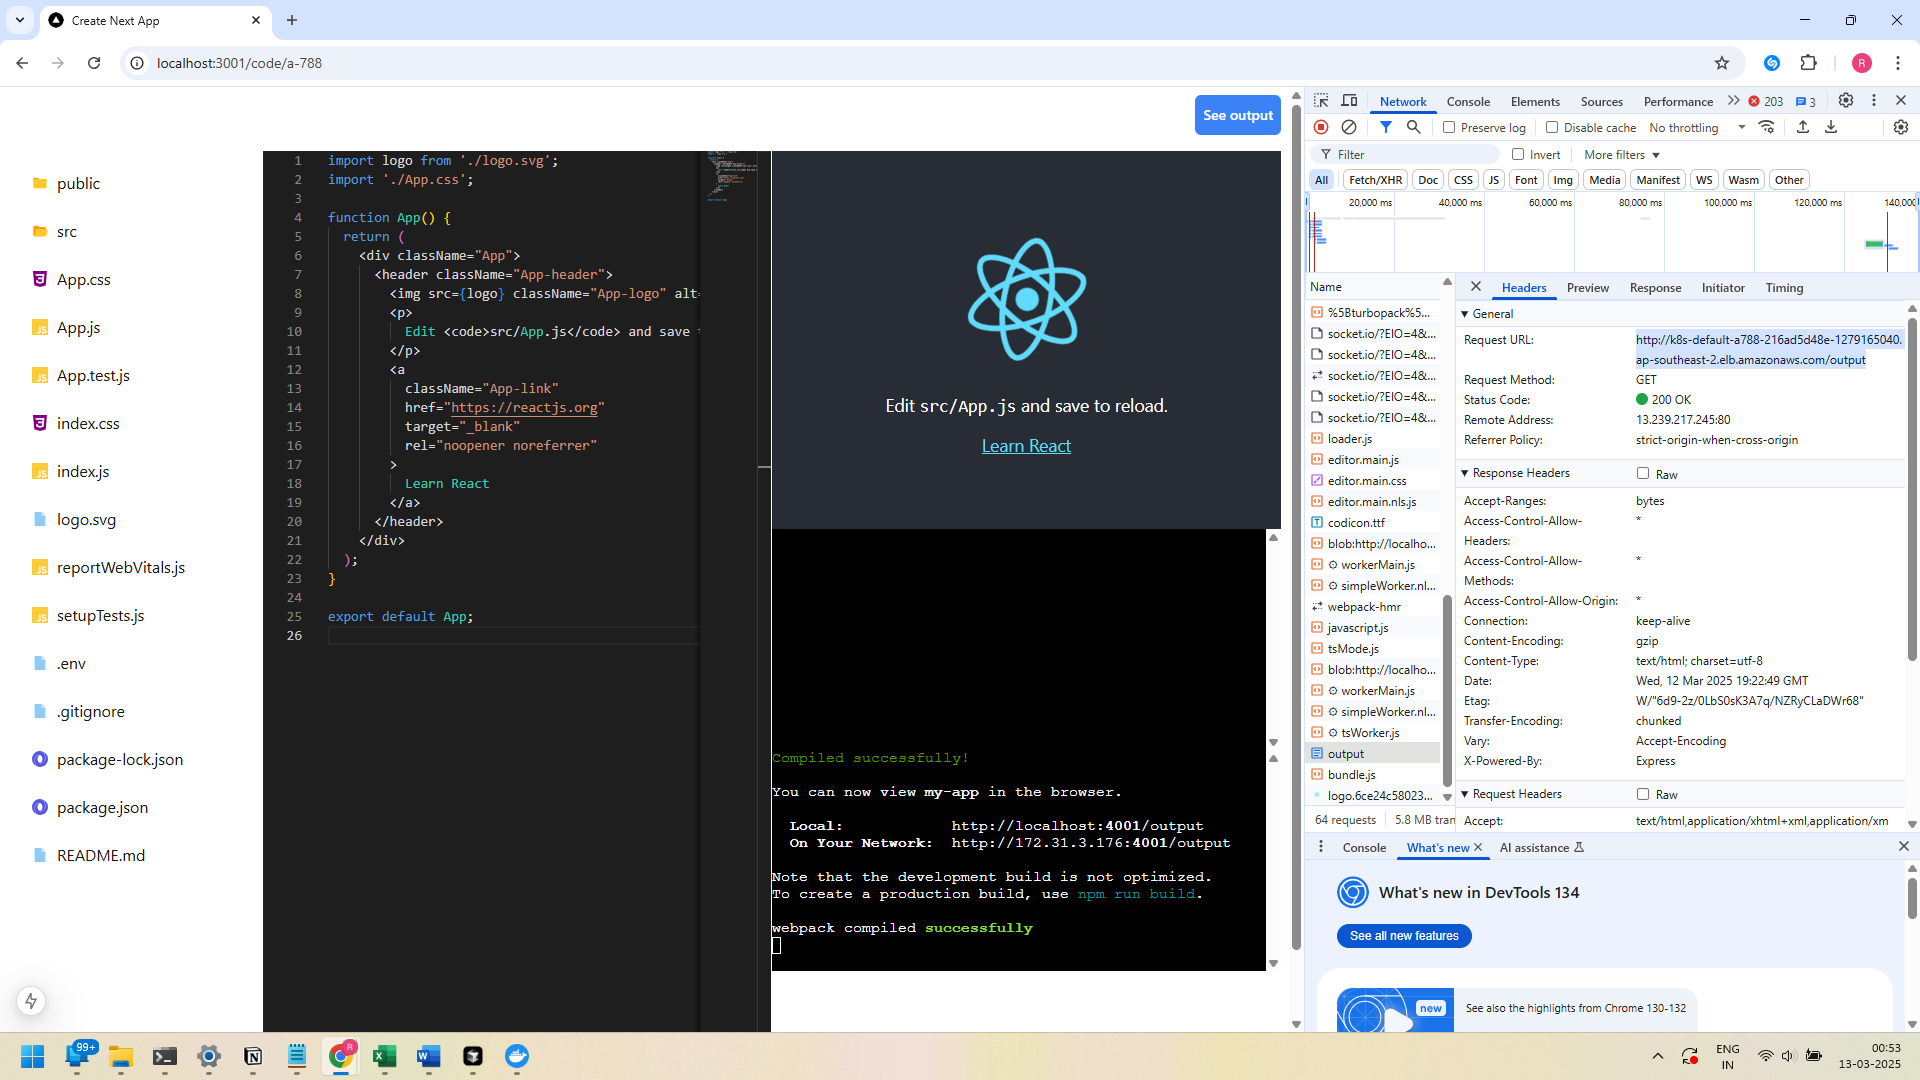 Create Next App
localhost:3001/code/a-788
R
See output
public
src
App.css
App.js
App.test.js
index.css
index.js
logo.svg
reportWebVitals.js
setupTests.js
.env
.gitignore
package-lock.json
package.json
README.md
1 import logo from './logo.svg';
2 import './App.css';
3
4 function App() {
5 return (
6 <div className="App">
7 <header className="App-header">
8 <img src={logo} className="App-logo" alt=
9 <p>
10 Edit <code>src/App.js</code> and save t
11 </p>
12 <a
13 className="App-link"
14 href="https://reactjs.org"
15 target="_blank"
16 rel="noopener noreferrer"
17 >
18 Learn React
19 </a>
20 </header>
21 </div>
22 );
23 }
24
25 export default App;
26
Edit src/App.js and save to reload.
Learn React
Compiled successfully!
You can now view my-app in the browser.
Local: http://localhost:4001/output
On Your Network: http://172.31.3.176:4001/output
Note that the development build is not optimized.
To create a production build, use npm run build.
webpack compiled successfully
Network Console Elements Sources Performance 203 3
Preserve log Disable cache No throttling
Filter Invert More filters
All Fetch/XHR Doc CSS JS Font Img Media Manifest WS Wasm Other
20,000 ms 40,000 ms 60,000 ms 80,000 ms 100,000 ms 120,000 ms 140,00
Name
%5Bturbopack%5...
socket.io/?EIO=4&...
socket.io/?EIO=4&...
socket.io/?EIO=4&...
socket.io/?EIO=4&...
socket.io/?EIO=4&...
loader.js
editor.main.js
editor.main.css
editor.main.nls.js
codicon.ttf
blob:http://localho...
workerMain.js
simpleWorker.nl...
webpack-hmr
javascript.js
tsMode.js
blob:http://localho...
workerMain.js
simpleWorker.nl...
tsWorker.js
output
bundle.js
logo.6ce24c58023...
64 requests 5.8 MB tran
Headers Preview Response Initiator Timing
General
Request URL: http://k8s-default-a788-216ad5d48e-1279165040.
ap-southeast-2.elb.amazonaws.com/output
Request Method: GET
Status Code: 200 OK
Remote Address: 13.239.217.245:80
Referrer Policy: strict-origin-when-cross-origin
Response Headers Raw
Accept-Ranges: bytes
Access-Control-Allow- *
Headers:
Access-Control-Allow- *
Methods:
Access-Control-Allow-Origin: *
Connection: keep-alive
Content-Encoding: gzip
Content-Type: text/html; charset=utf-8
Date: Wed, 12 Mar 2025 19:22:49 GMT
Etag: W/"6d9-2z/0LbS0sK3A7q/NZRyCLaDWr68"
Transfer-Encoding: chunked
Vary: Accept-Encoding
X-Powered-By: Express
Request Headers Raw
Accept: text/html,application/xhtml+xml,application/xm
Console What's new AI assistance
What's new in DevTools 134
See all new features
new
See also the highlights from Chrome 130-132
99+
R
ENG
IN
00:53
13-03-2025